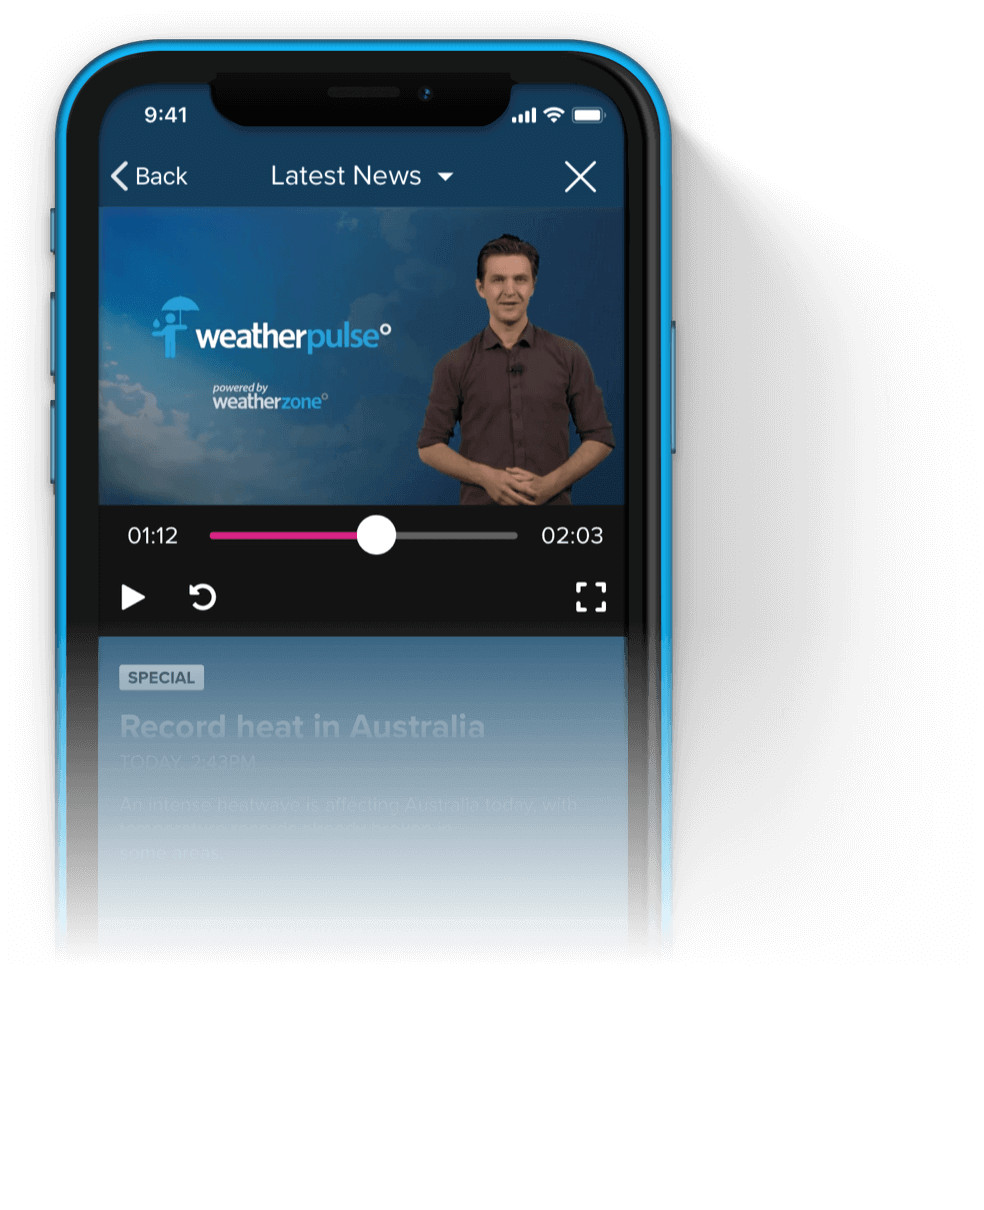 9:41
Back
Latest News
weatherpulse°
powered by
weatherzone°
01:12
02:03
SPECIAL
Record heat in Australia
TODAY, 2:43PM
An intense heatwave is affecting Australia today, with
some areas.